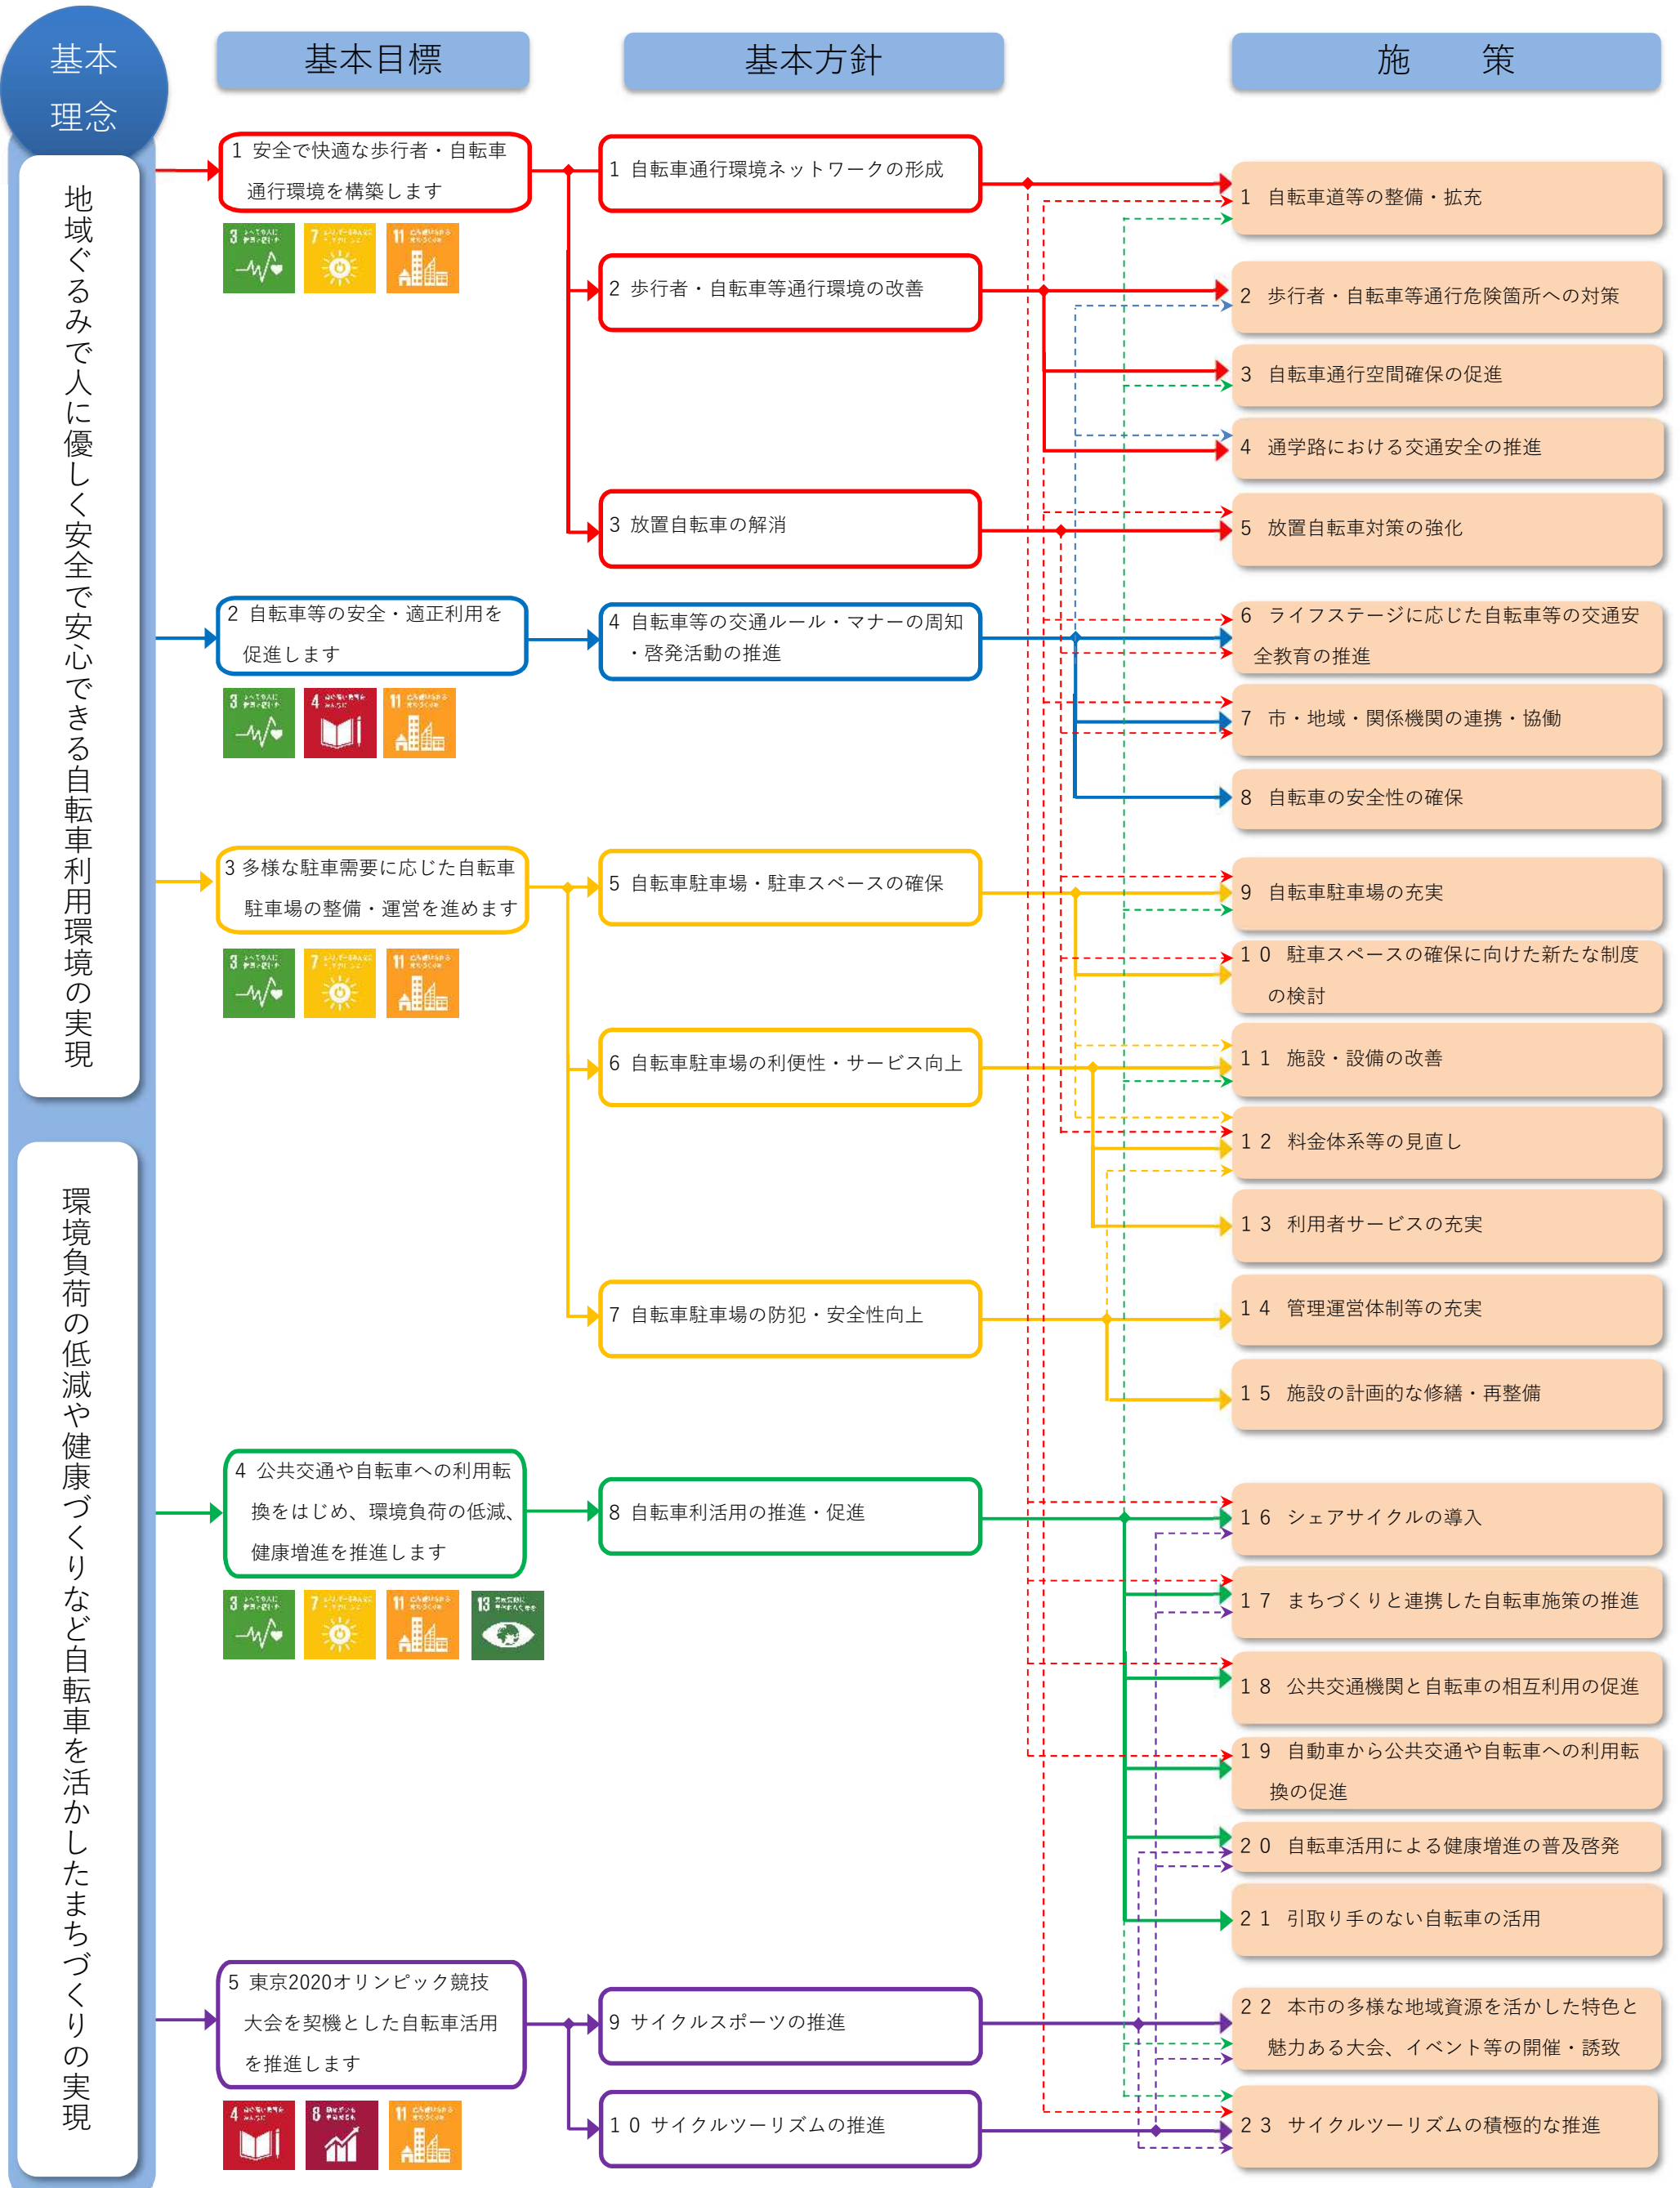 基本
理念
基本目標
基本方針
施　策
地域ぐるみで人に優しく安全で安心できる自転車利用環境の実現
環境負荷の低減や健康づくりなど自転車を活かしたまちづくりの実現
1 安全で快適な歩行者・自転車
通行環境を構築します
3
7
11
2 自転車等の安全・適正利用を
促進します
3
4
11
3 多様な駐車需要に応じた自転車
駐車場の整備・運営を進めます
3
7
11
4 公共交通や自転車への利用転
換をはじめ、環境負荷の低減、
健康増進を推進します
3
7
11
13
5 東京2020オリンピック競技
大会を契機とした自転車活用
を推進します
4
8
11
1 自転車通行環境ネットワークの形成
2 歩行者・自転車等通行環境の改善
3 放置自転車の解消
4 自転車等の交通ルール・マナーの周知
・啓発活動の推進
5 自転車駐車場・駐車スペースの確保
6 自転車駐車場の利便性・サービス向上
7 自転車駐車場の防犯・安全性向上
8 自転車利活用の推進・促進
9 サイクルスポーツの推進
10 サイクルツーリズムの推進
1 自転車道等の整備・拡充
2 歩行者・自転車等通行危険箇所への対策
3 自転車通行空間確保の促進
4 通学路における交通安全の推進
5 放置自転車対策の強化
6 ライフステージに応じた自転車等の交通安
全教育の推進
7 市・地域・関係機関の連携・協働
8 自転車の安全性の確保
9 自転車駐車場の充実
10 駐車スペースの確保に向けた新たな制度
の検討
11 施設・設備の改善
12 料金体系等の見直し
13 利用者サービスの充実
14 管理運営体制等の充実
15 施設の計画的な修繕・再整備
16 シェアサイクルの導入
17 まちづくりと連携した自転車施策の推進
18 公共交通機関と自転車の相互利用の促進
19 自動車から公共交通や自転車への利用転
換の促進
20 自転車活用による健康増進の普及啓発
21 引取り手のない自転車の活用
22 本市の多様な地域資源を活かした特色と
魅力ある大会、イベント等の開催・誘致
23 サイクルツーリズムの積極的な推進